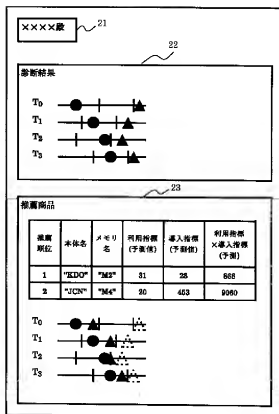 ××××殿
21
22
診断結果
T0
T1
T2
T3
23
推薦商品
推薦順位 本体名 メモリ名 利用指標(予測値) 導入指標(予測値) 利用指標×導入指標(予測)
1 "KDO" "M2" 31 28 868
2 "JCN" "M4" 20 453 9060
T0
T1
T2
T3